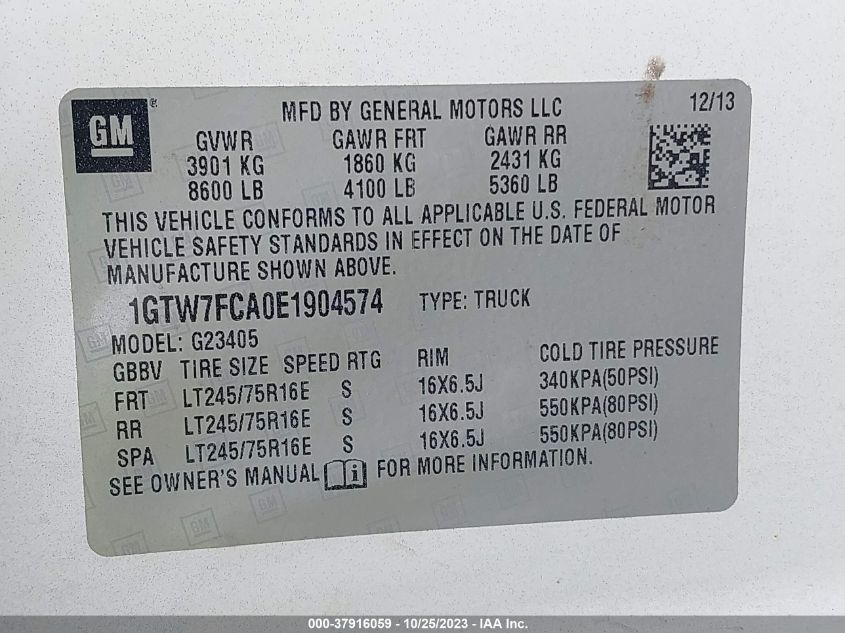 GM®
MFD BY GENERAL MOTORS LLC 12/13
GVWR GAWR FRT GAWR RR
3901 KG 1860 KG 2431 KG
8600 LB 4100 LB 5360 LB
THIS VEHICLE CONFORMS TO ALL APPLICABLE U.S. FEDERAL MOTOR
VEHICLE SAFETY STANDARDS IN EFFECT ON THE DATE OF
MANUFACTURE SHOWN ABOVE.
1GTW7FCA0E1904574 TYPE: TRUCK
MODEL: G23405
GBBV TIRE SIZE SPEED RTG RIM COLD TIRE PRESSURE
FRT LT245/75R16E S 16X6.5J 340KPA(50PSI)
RR LT245/75R16E S 16X6.5J 550KPA(80PSI)
SPA LT245/75R16E S 16X6.5J 550KPA(80PSI)
SEE OWNER'S MANUAL i FOR MORE INFORMATION.
000-37916059 - 10/25/2023 - IAA Inc.